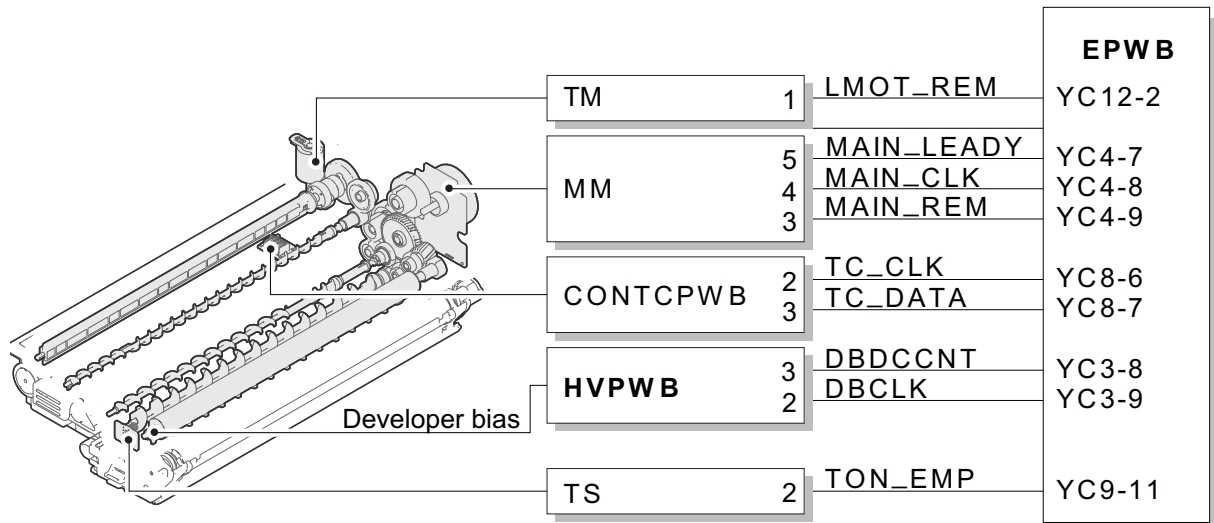 EPWB
TM 1 LMOT_REM YC12-2
5 MAIN_LEADY YC4-7
MM 4 MAIN_CLK YC4-8
3 MAIN_REM YC4-9
2 TC_CLK YC8-6
CONTCPWB
3 TC_DATA YC8-7
3 DBDCCNT YC3-8
HVPWB
2 DBCLK YC3-9
Developer bias
TS 2 TON_EMP YC9-11